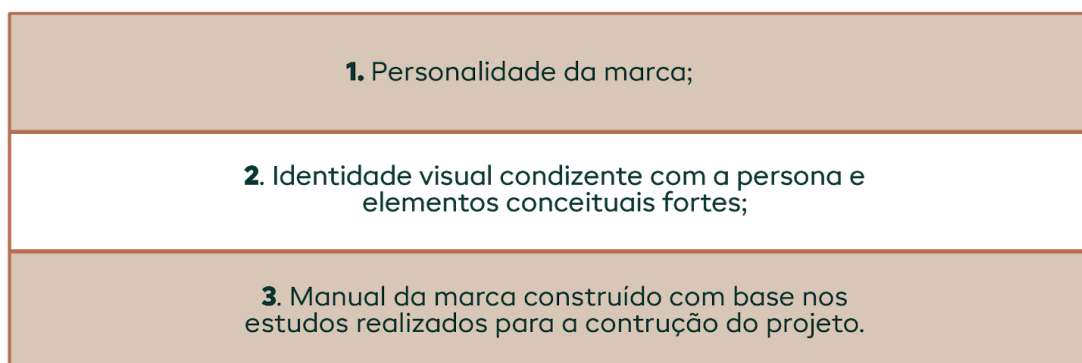 1. Personalidade da marca;
2. Identidade visual condizente com a persona e
elementos conceituais fortes;
3. Manual da marca construído com base nos
estudos realizados para a contrução do projeto.